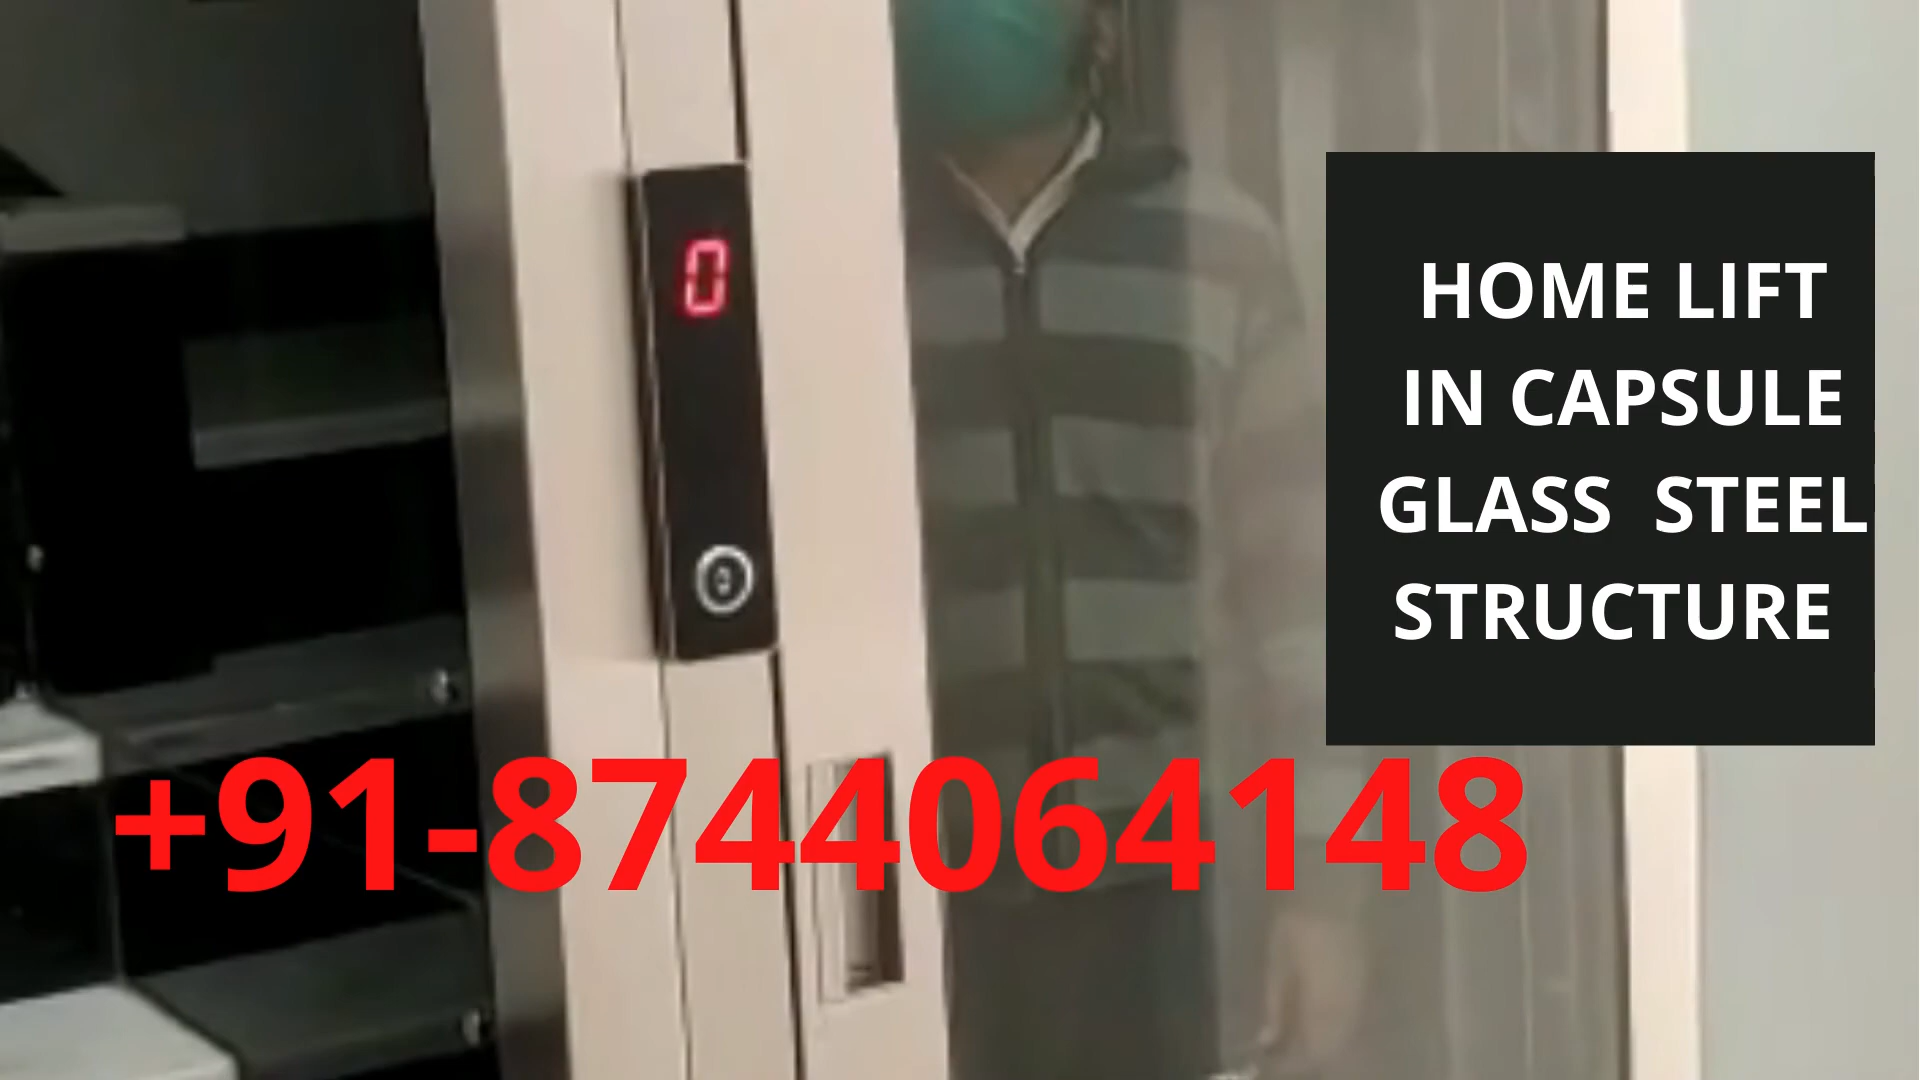 0
HOME LIFT
IN CAPSULE
GLASS  STEEL
STRUCTURE
+91-8744064148